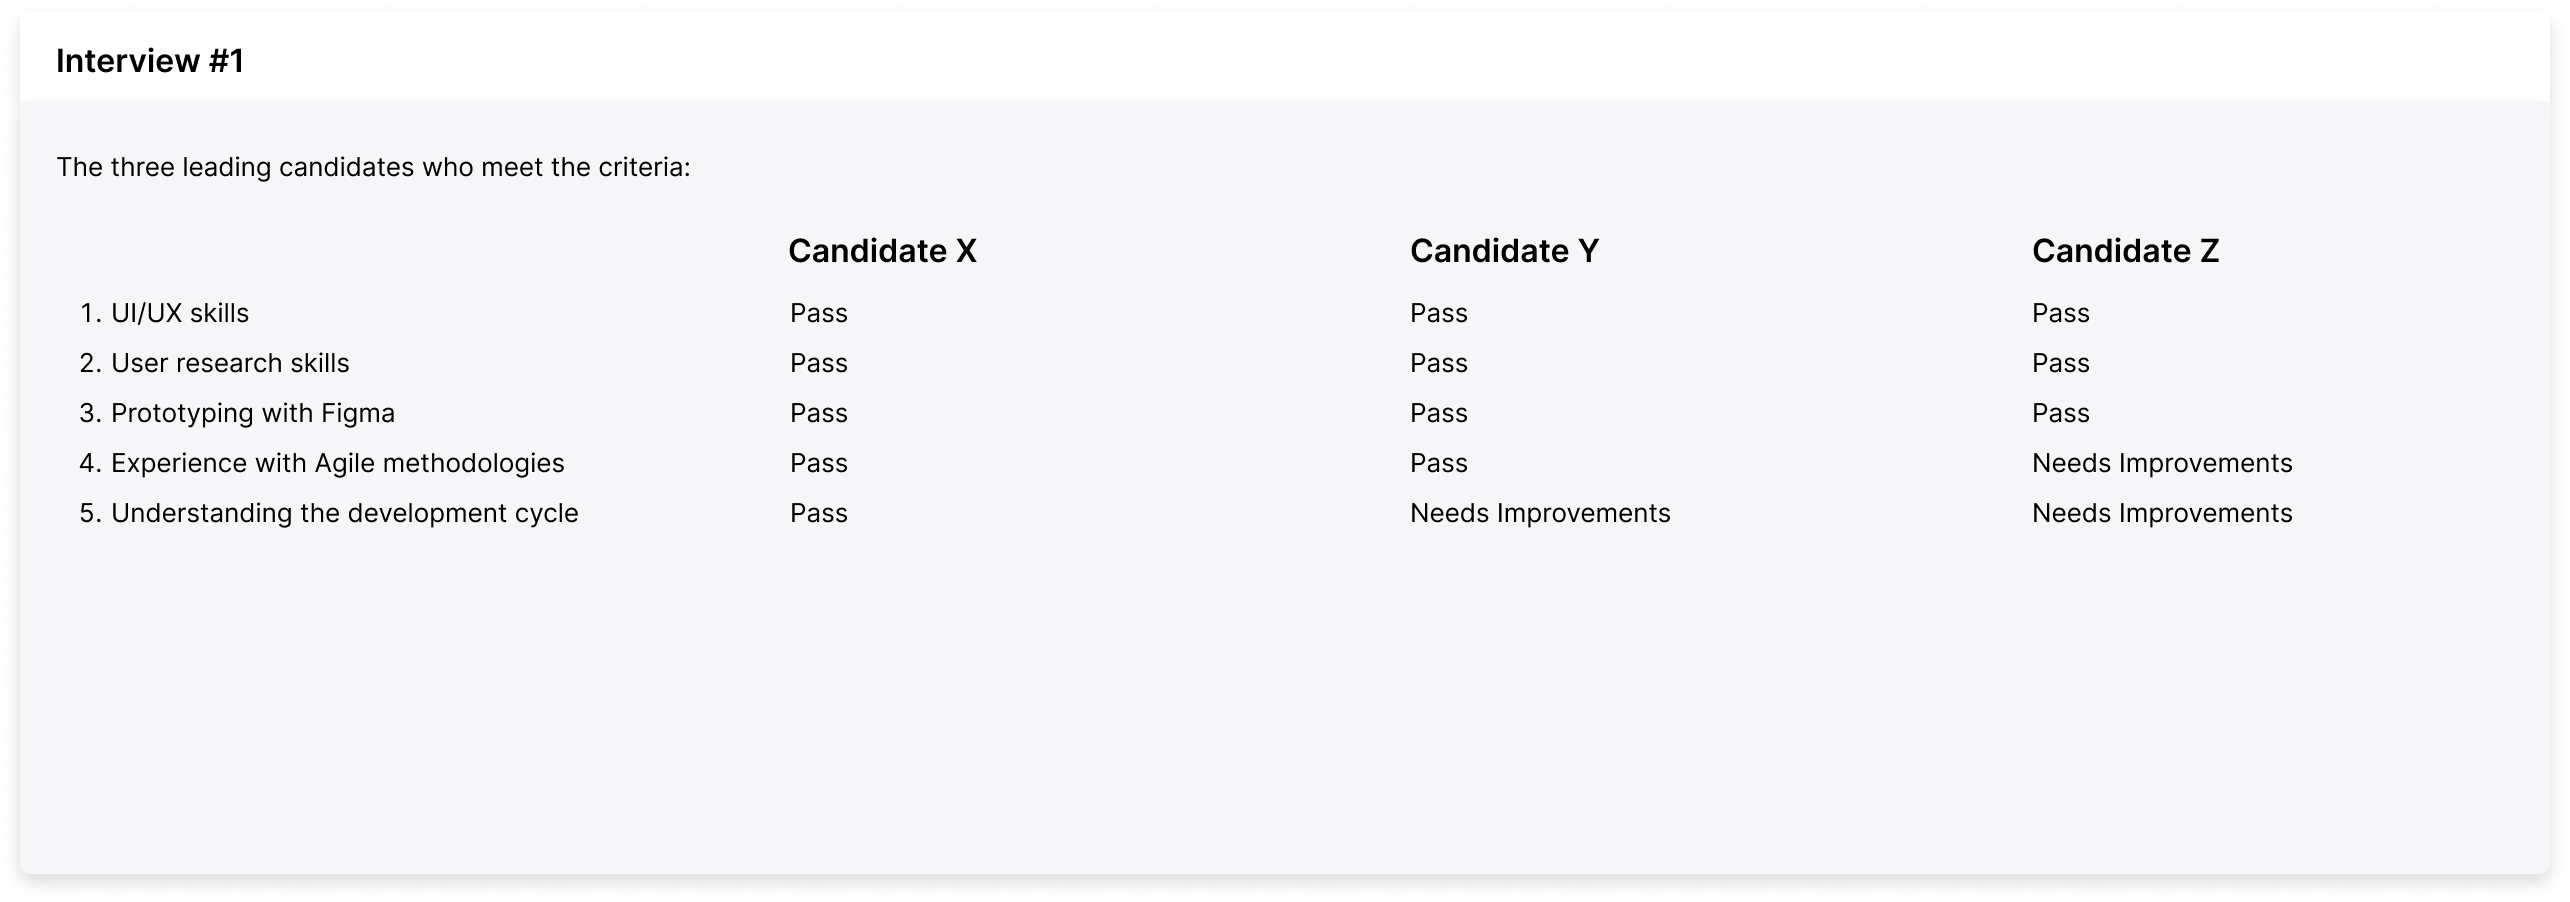 Interview #1
The three leading candidates who meet the criteria:
Candidate X Candidate Y Candidate Z
1. UI/UX skills Pass Pass Pass
2. User research skills Pass Pass Pass
3. Prototyping with Figma Pass Pass Pass
4. Experience with Agile methodologies Pass Pass Needs Improvements
5. Understanding the development cycle Pass Needs Improvements Needs Improvements